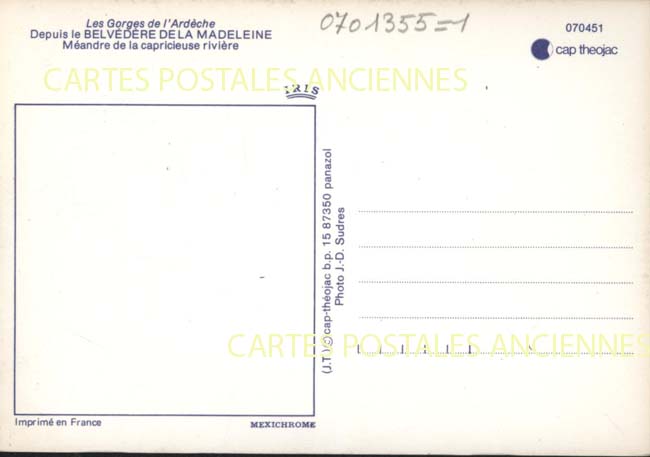 Les Gorges de l'Ardèche
Depuis le BELVÉDÈRE DE LA MADELEINE
Méandre de la capricieuse rivière
0701355=1
070451
cap theojac
CARTES POSTALES ANCIENNES
IRIS
(J.T.) © cap-théojac b.p. 15 87350 panazol
Photo J.-D. Sudres
CARTES POSTALES ANCIENNES
Imprimé en France
MEXICHROME